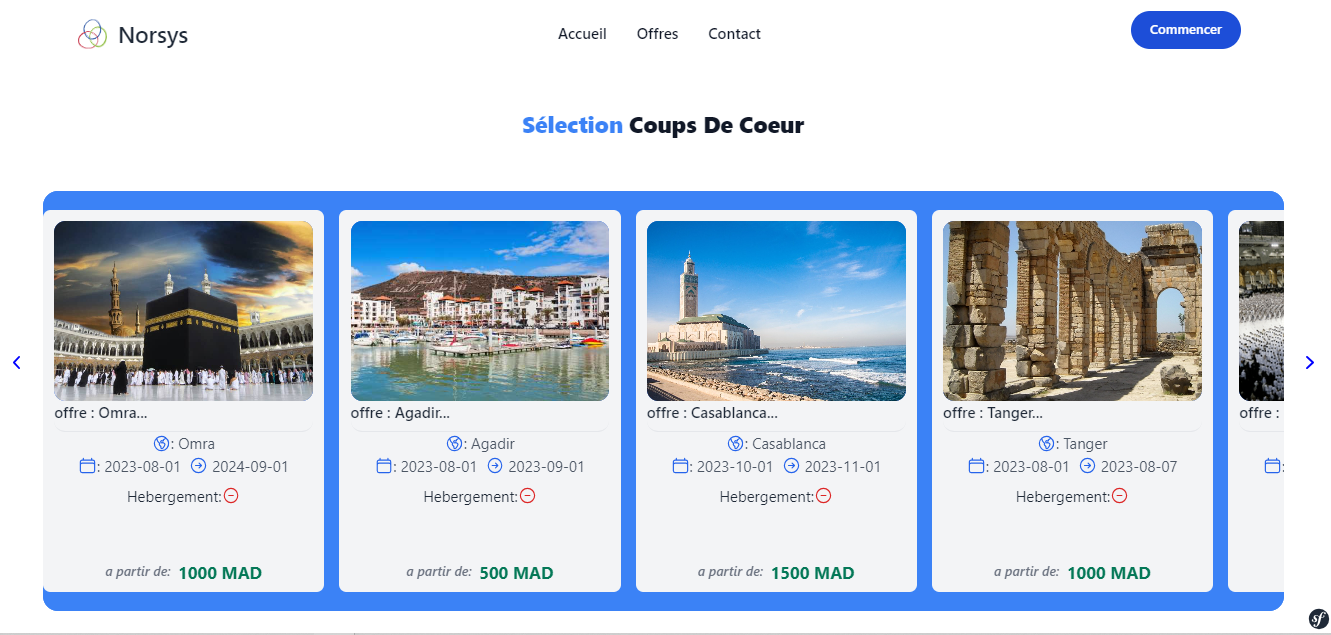 Norsys
Accueil Offres Contact
Commencer
Sélection Coups De Coeur
offre : Omra...
: Omra
: 2023-08-01 2024-09-01
Hebergement:
a partir de: 1000 MAD
offre : Agadir...
: Agadir
: 2023-08-01 2023-09-01
Hebergement:
a partir de: 500 MAD
offre : Casablanca...
: Casablanca
: 2023-10-01 2023-11-01
Hebergement:
a partir de: 1500 MAD
offre : Tanger...
: Tanger
: 2023-08-01 2023-08-07
Hebergement:
a partir de: 1000 MAD
offre :
sf